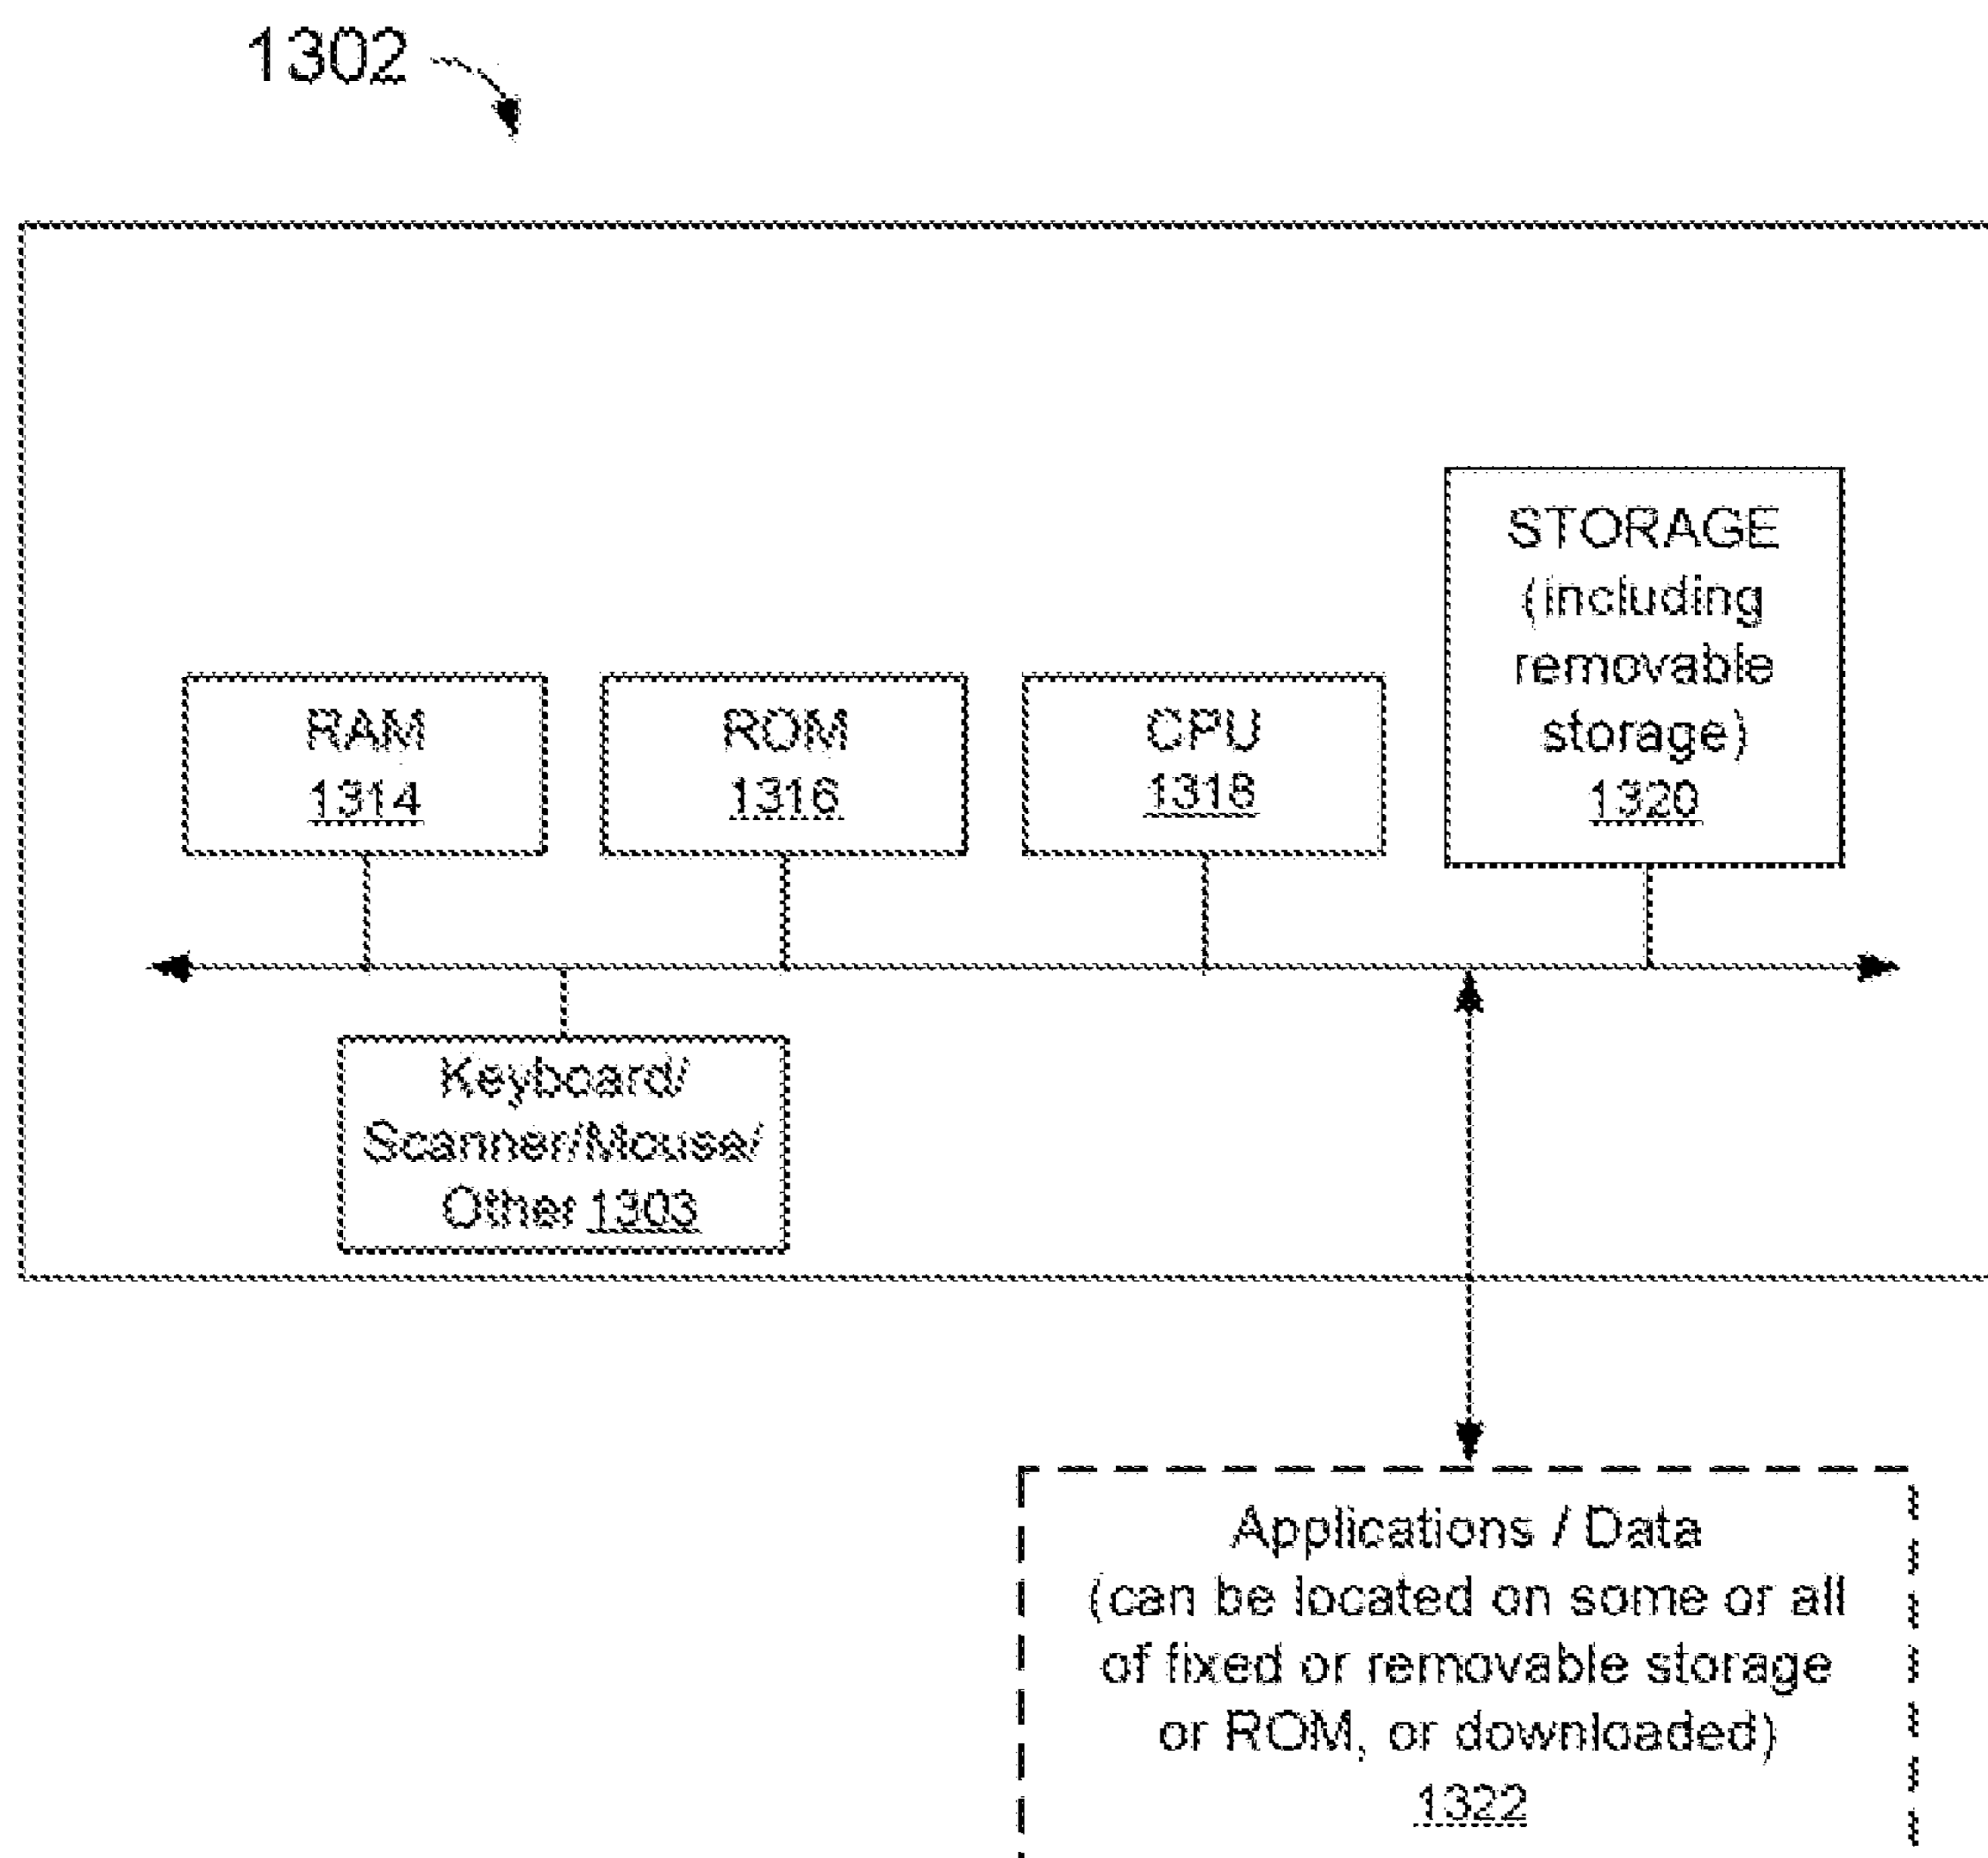 1302
STORAGE
(including
removable
storage)
1320
RAM
1314
ROM
1316
CPU
1318
Keyboard/
Scanner/Mouse/
Other 1303
Applications / Data
(can be located on some or all
of fixed or removable storage
or ROM, or downloaded)
1322